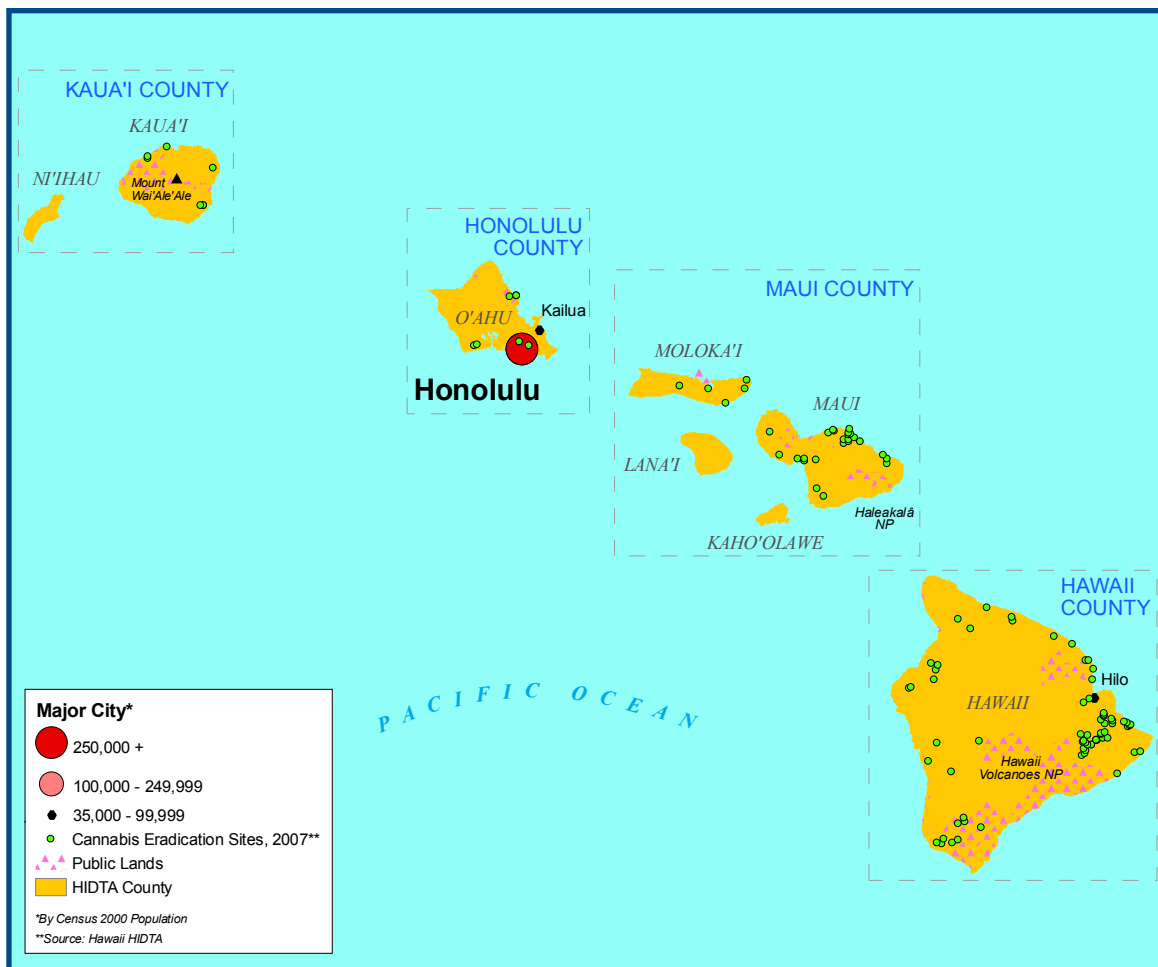 KAUA'I COUNTY
KAUA'I
NI'IHAU
Mount
Wai'Ale'Ale
HONOLULU
COUNTY
O'AHU
Kailua
Honolulu
MAUI COUNTY
MOLOKA'I
MAUI
LANA'I
Haleakalâ
NP
KAHO'OLAWE
HAWAII
COUNTY
Hilo
HAWAII
Hawaii
Volcanoes NP
PACIFIC OCEAN
Major City*
250,000 +
100,000 - 249,999
35,000 - 99,999
Cannabis Eradication Sites, 2007**
Public Lands
HIDTA County
*By Census 2000 Population
**Source: Hawaii HIDTA